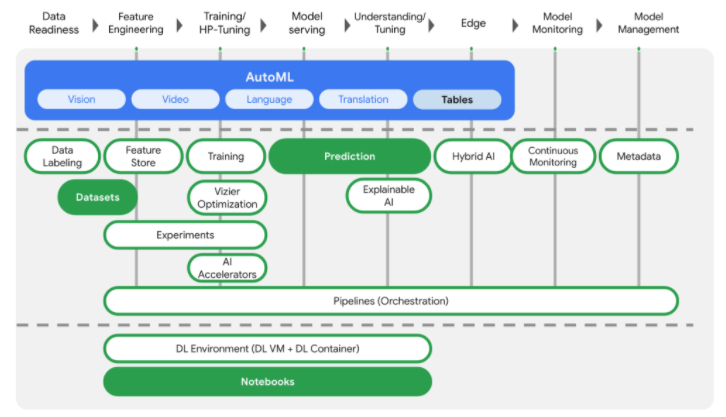 Data
Readiness
Feature
Engineering
Training/
HP-Tuning
Model
serving
Understanding/
Tuning
Edge
Model
Monitoring
Model
Management
AutoML
Vision
Video
Language
Translation
Tables
Data
Labeling
Feature
Store
Training
Prediction
Hybrid AI
Continuous
Monitoring
Metadata
Datasets
Vizier
Optimization
Explainable
AI
Experiments
AI
Accelerators
Pipelines (Orchestration)
DL Environment (DL VM + DL Container)
Notebooks